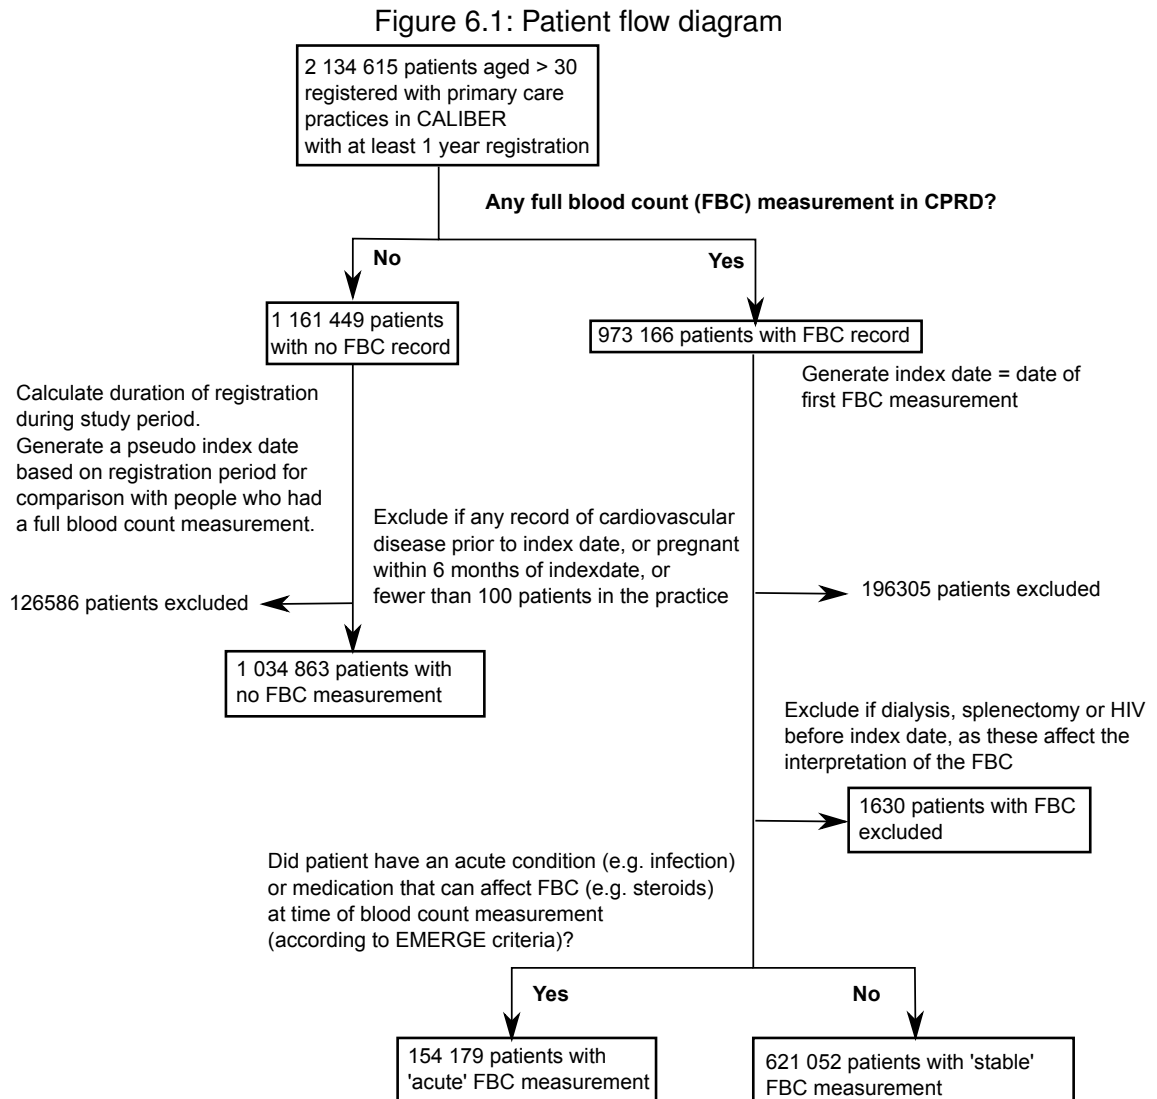 Figure 6.1: Patient flow diagram
2 134 615 patients aged > 30
registered with primary care
practices in CALIBER
with at least 1 year registration
Any full blood count (FBC) measurement in CPRD?
No
Yes
1 161 449 patients
with no FBC record
973 166 patients with FBC record
Calculate duration of registration
during study period.
Generate a pseudo index date
based on registration period for
comparison with people who had
a full blood count measurement.
Generate index date = date of
first FBC measurement
Exclude if any record of cardiovascular
disease prior to index date, or pregnant
within 6 months of indexdate, or
fewer than 100 patients in the practice
126586 patients excluded
196305 patients excluded
1 034 863 patients with
no FBC measurement
Exclude if dialysis, splenectomy or HIV
before index date, as these affect the
interpretation of the FBC
1630 patients with FBC
excluded
Did patient have an acute condition (e.g. infection)
or medication that can affect FBC (e.g. steroids)
at time of blood count measurement
(according to EMERGE criteria)?
Yes
No
154 179 patients with
'acute' FBC measurement
621 052 patients with 'stable'
FBC measurement